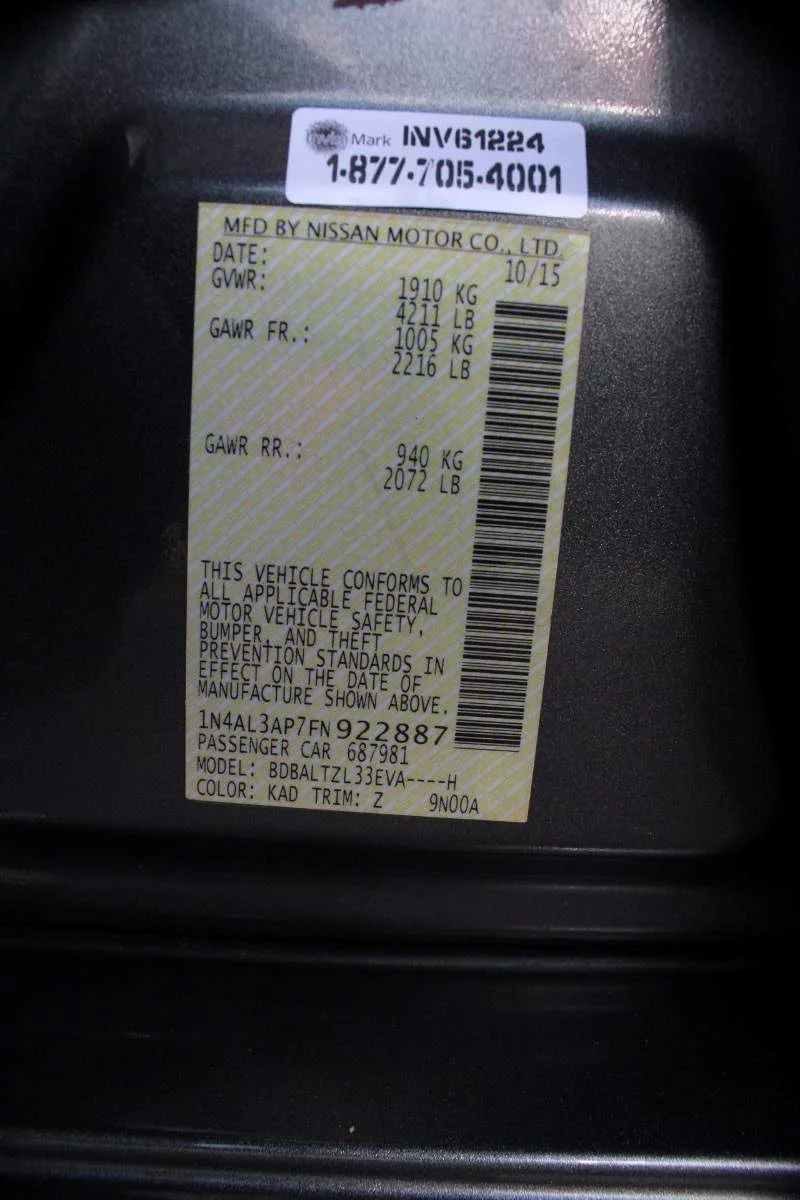 Mark INV61224
1-877-705-4001
MFD BY NISSAN MOTOR CO., LTD.
DATE: 10/15
GVWR: 1910 KG
4211 LB
GAWR FR.: 1005 KG
2216 LB
GAWR RR.: 940 KG
2072 LB
THIS VEHICLE CONFORMS TO
ALL APPLICABLE FEDERAL
MOTOR VEHICLE SAFETY,
BUMPER, AND THEFT
PREVENTION STANDARDS IN
EFFECT ON THE DATE OF
MANUFACTURE SHOWN ABOVE.
1N4AL3AP7FN922887
PASSENGER CAR 687981
MODEL: BDBALTZL33EVA----H
COLOR: KAD TRIM: Z 9N00A